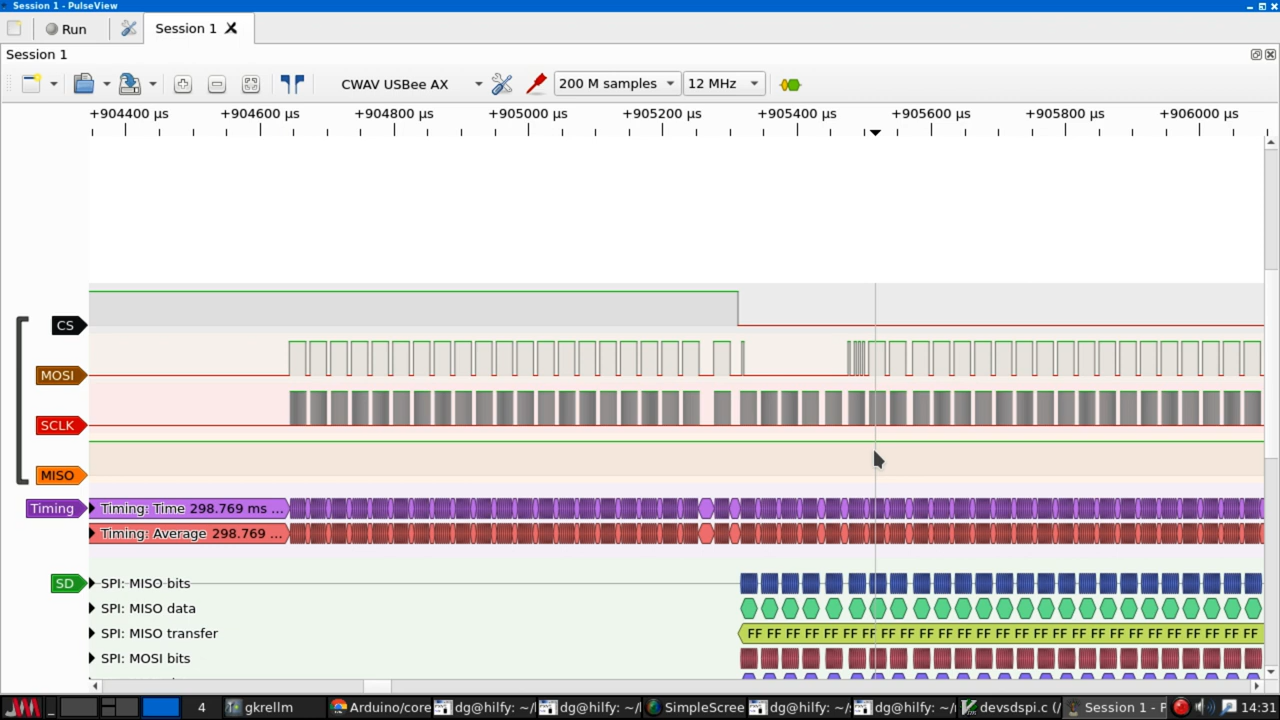 Session 1 - PulseView
Run
Session 1
Session 1
CWAV USBee AX
200 M samples
12 MHz
+904400 µs +904600 µs +904800 µs +905000 µs +905200 µs +905400 µs +905600 µs +905800 µs +906000 µs
CS
MOSI
SCLK
MISO
Timing
Timing: Time 298.769 ms ...
Timing: Average 298.769 ...
SD
SPI: MISO bits
SPI: MISO data
SPI: MISO transfer
FF FF FF FF FF FF FF FF FF FF FF FF FF FF FF FF FF FF FF FF FF FF FF FF FF FF FF
SPI: MOSI bits
4 gkrellm Arduino/core dg@hilfy: ~/ dg@hilfy: ~/ SimpleScree dg@hilfy: ~/ dg@hilfy: ~/ devsdspi.c (/ Session 1 - P 14:31